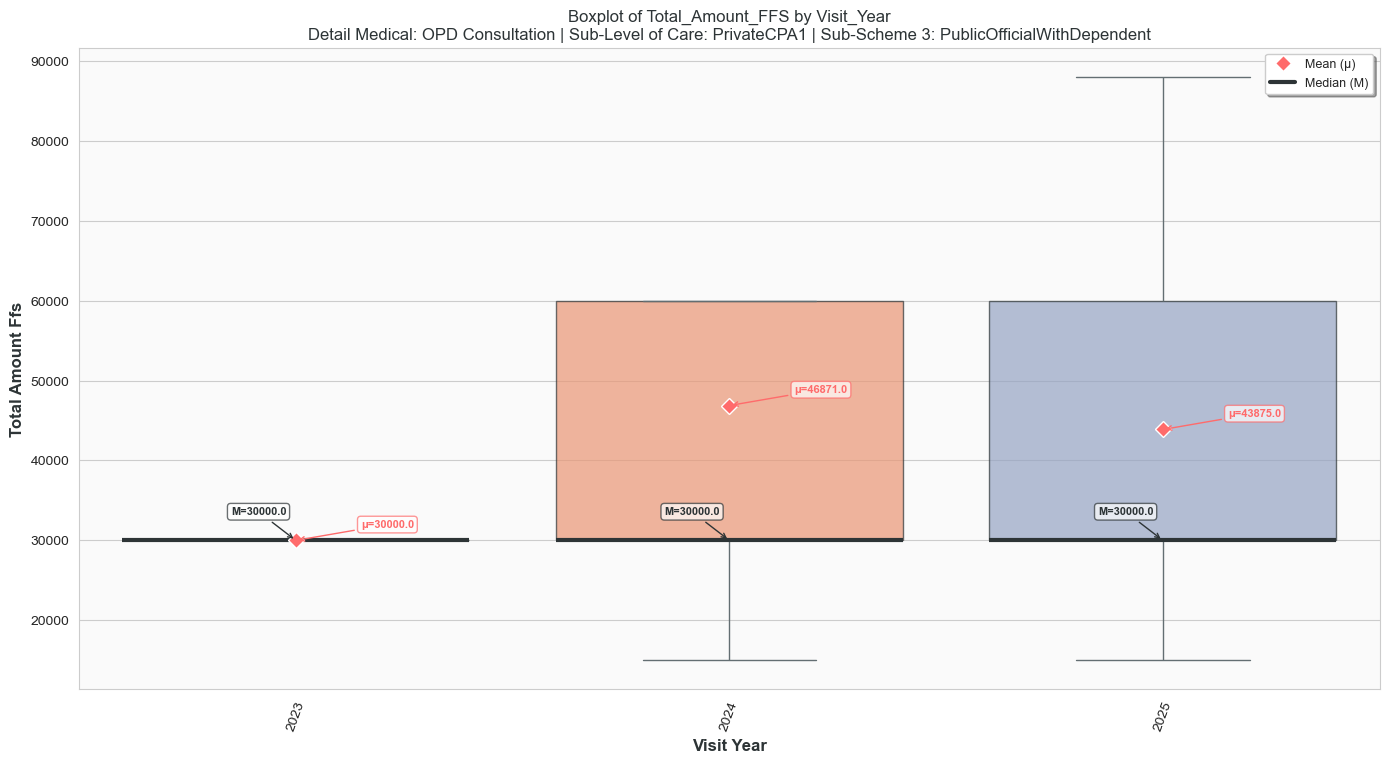 Boxplot of Total_Amount_FFS by Visit_Year
Detail Medical: OPD Consultation | Sub-Level of Care: PrivateCPA1 | Sub-Scheme 3: PublicOfficialWithDependent
Mean (μ)
Median (M)
Total Amount Ffs
90000
80000
70000
60000
50000
40000
30000
20000
M=30000.0
μ=30000.0
M=30000.0
μ=46871.0
M=30000.0
μ=43875.0
2023
2024
2025
Visit Year